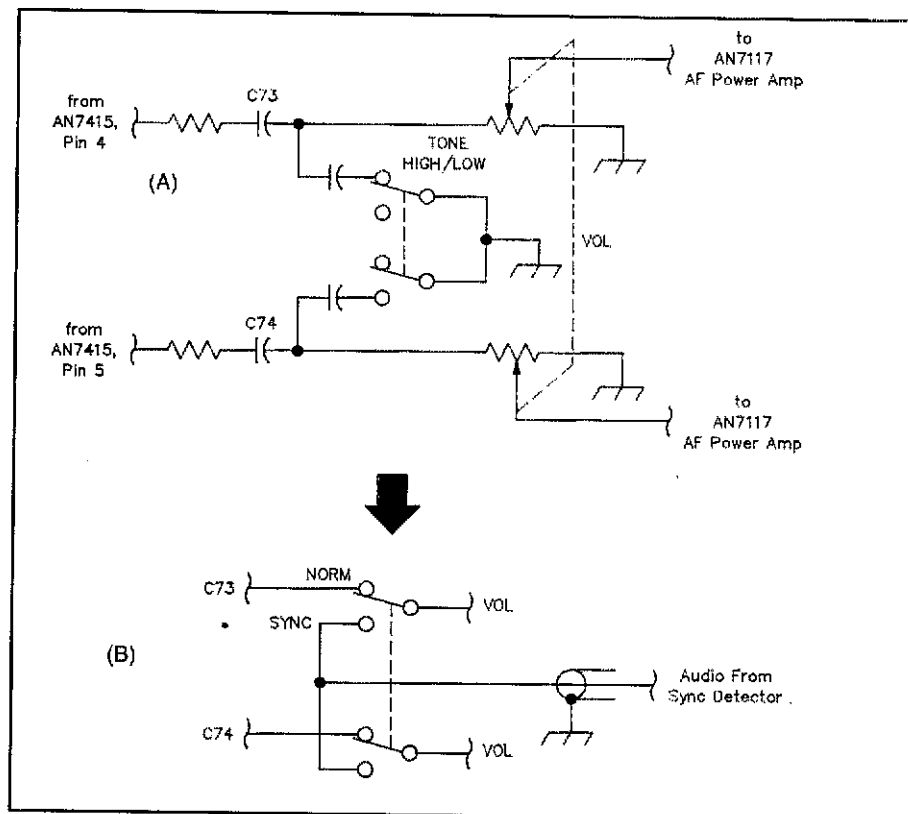 to
AN7117
AF Power Amp
from
AN7415,
Pin 4
C73
TONE
HIGH/LOW
(A)
VOL
C74
from
AN7415,
Pin 5
to
AN7117
AF Power Amp
C73
NORM
VOL
SYNC
(B)
Audio From
Sync Detector
C74
VOL